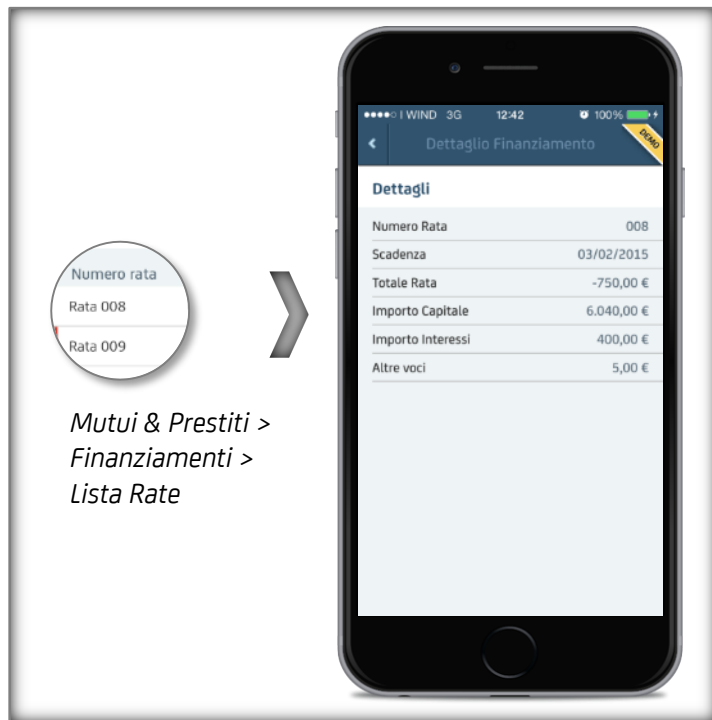 Numero rata
Rata 008
Rata 009
Mutui & Prestiti >
Finanziamenti >
Lista Rate
WIND 3G 12:42 100%
Dettaglio Finanziamento
DEMO
Dettagli
Numero Rata 008
Scadenza 03/02/2015
Totale Rata -750,00 €
Importo Capitale 6.040,00 €
Importo Interessi 400,00 €
Altre voci 5,00 €